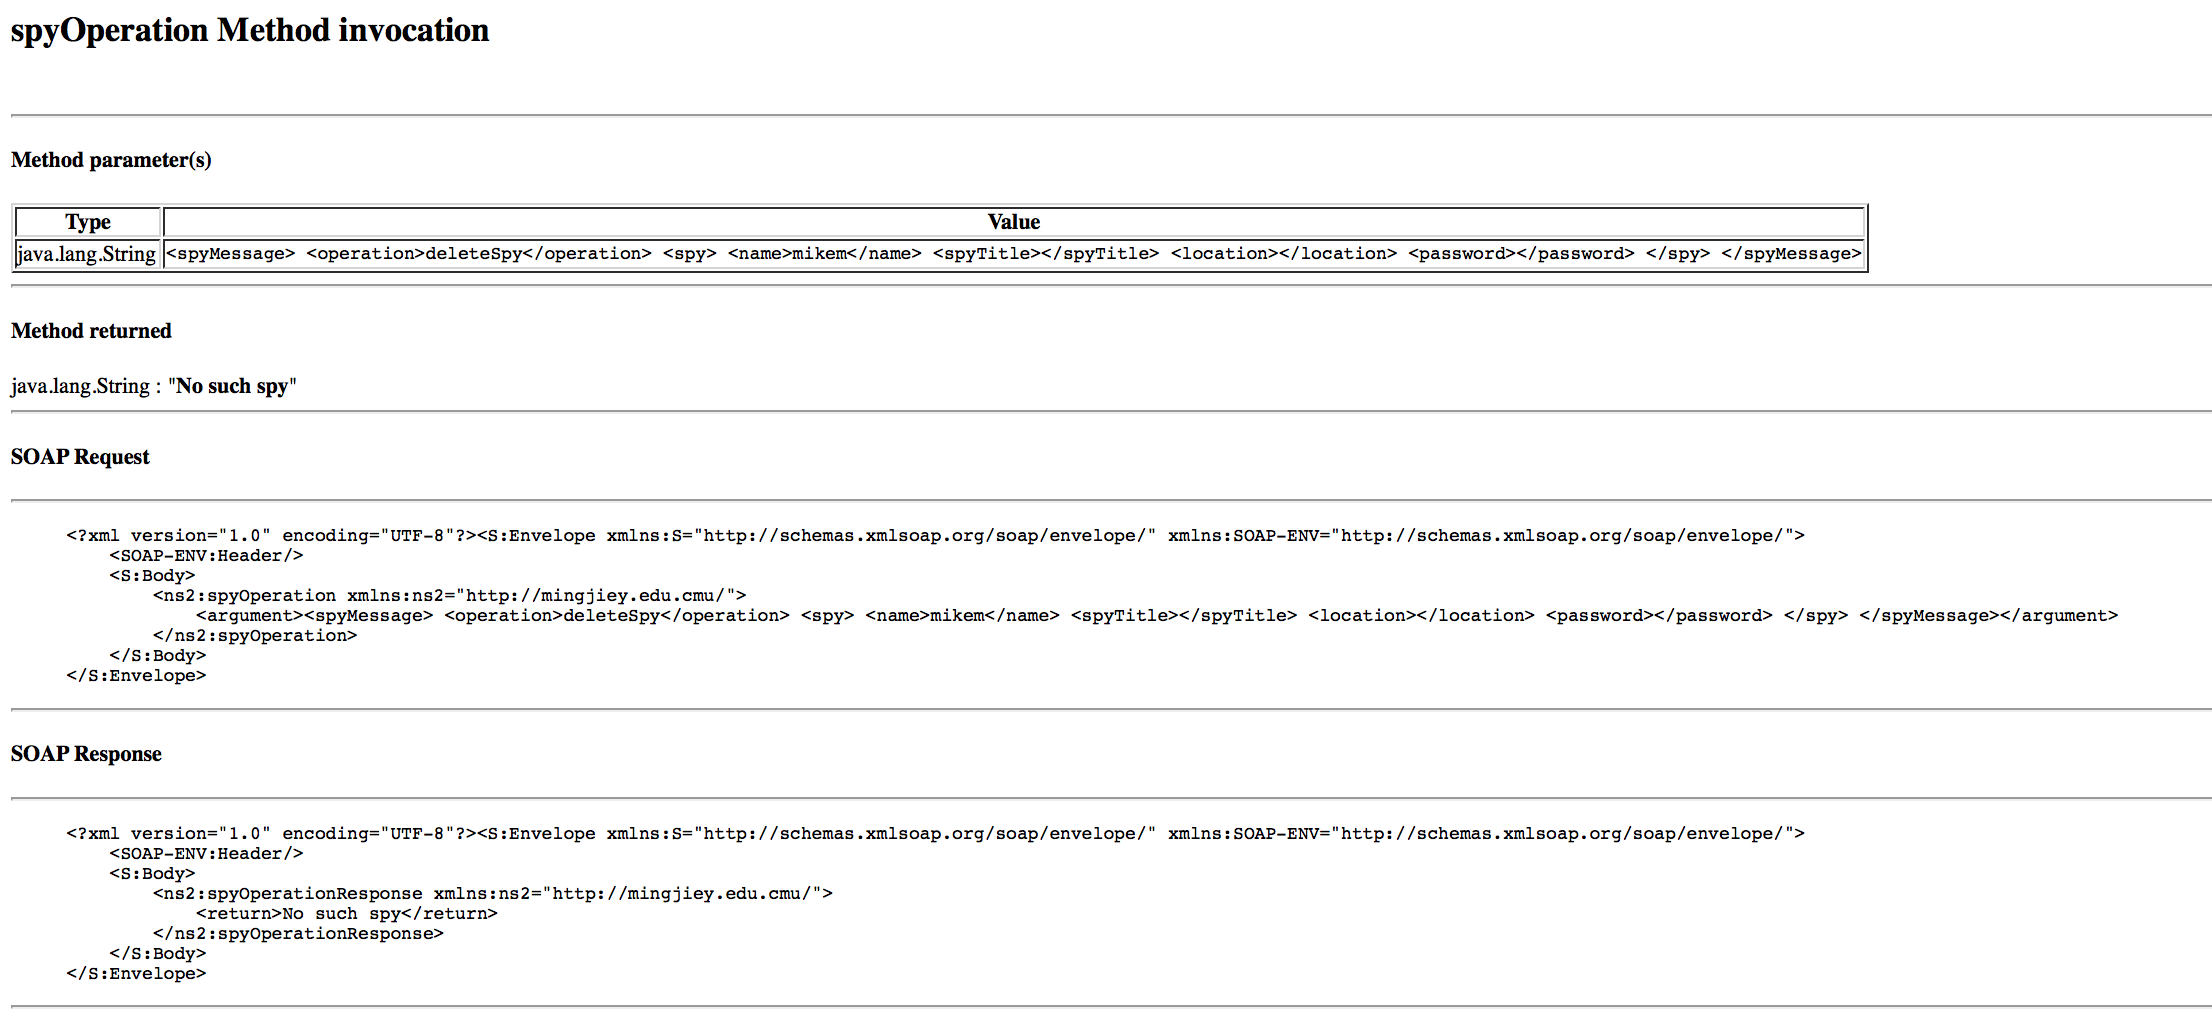 spyOperation Method invocation
Method parameter(s)
Type Value
java.lang.String <spyMessage> <operation>deleteSpy</operation> <spy> <name>mikem</name> <spyTitle></spyTitle> <location></location> <password></password> </spy> </spyMessage>
Method returned
java.lang.String : "No such spy"
SOAP Request
<?xml version="1.0" encoding="UTF-8"?><S:Envelope xmlns:S="http://schemas.xmlsoap.org/soap/envelope/" xmlns:SOAP-ENV="http://schemas.xmlsoap.org/soap/envelope/">
<SOAP-ENV:Header/>
<S:Body>
<ns2:spyOperation xmlns:ns2="http://mingjiey.edu.cmu/">
<argument><spyMessage> <operation>deleteSpy</operation> <spy> <name>mikem</name> <spyTitle></spyTitle> <location></location> <password></password> </spy> </spyMessage></argument>
</ns2:spyOperation>
</S:Body>
</S:Envelope>
SOAP Response
<?xml version="1.0" encoding="UTF-8"?><S:Envelope xmlns:S="http://schemas.xmlsoap.org/soap/envelope/" xmlns:SOAP-ENV="http://schemas.xmlsoap.org/soap/envelope/">
<SOAP-ENV:Header/>
<S:Body>
<ns2:spyOperationResponse xmlns:ns2="http://mingjiey.edu.cmu/">
<return>No such spy</return>
</ns2:spyOperationResponse>
</S:Body>
</S:Envelope>